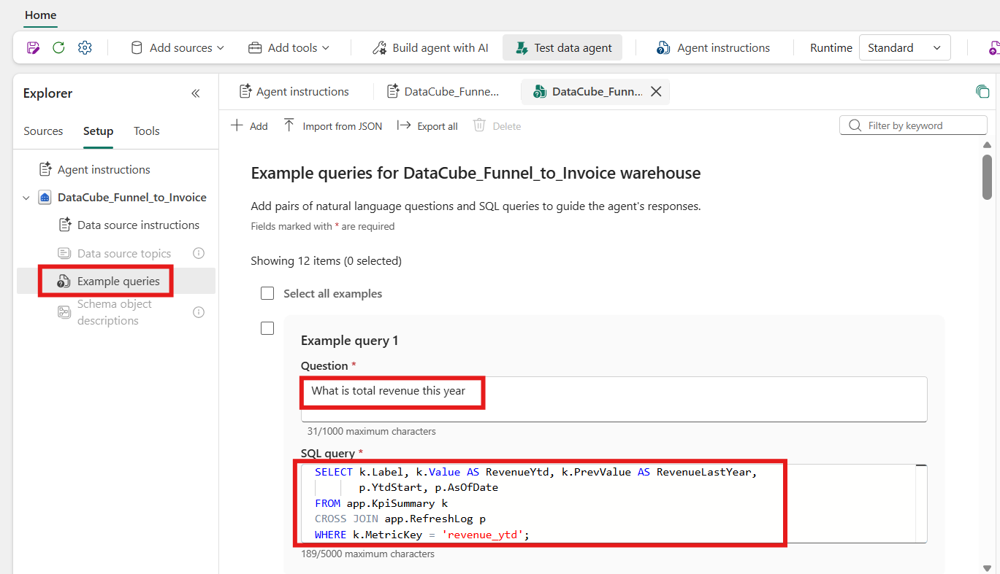 Home
Add sources
Add tools
Build agent with AI
Test data agent
Agent instructions
Runtime
Standard
Explorer
Sources
Setup
Tools
Agent instructions
DataCube_Funnel_to_Invoice
Data source instructions
Data source topics
Example queries
Schema object
descriptions
Agent instructions
DataCube_Funne...
DataCube_Funn...
Add
Import from JSON
Export all
Delete
Filter by keyword
Example queries for DataCube_Funnel_to_Invoice warehouse
Add pairs of natural language questions and SQL queries to guide the agent's responses.
Fields marked with * are required
Showing 12 items (0 selected)
Select all examples
Example query 1
Question *
What is total revenue this year
31/1000 maximum characters
SQL query *
SELECT k.Label, k.Value AS RevenueYtd, k.PrevValue AS RevenueLastYear,
p.YtdStart, p.AsOfDate
FROM app.KpiSummary k
CROSS JOIN app.RefreshLog p
WHERE k.MetricKey = 'revenue_ytd';
189/5000 maximum characters